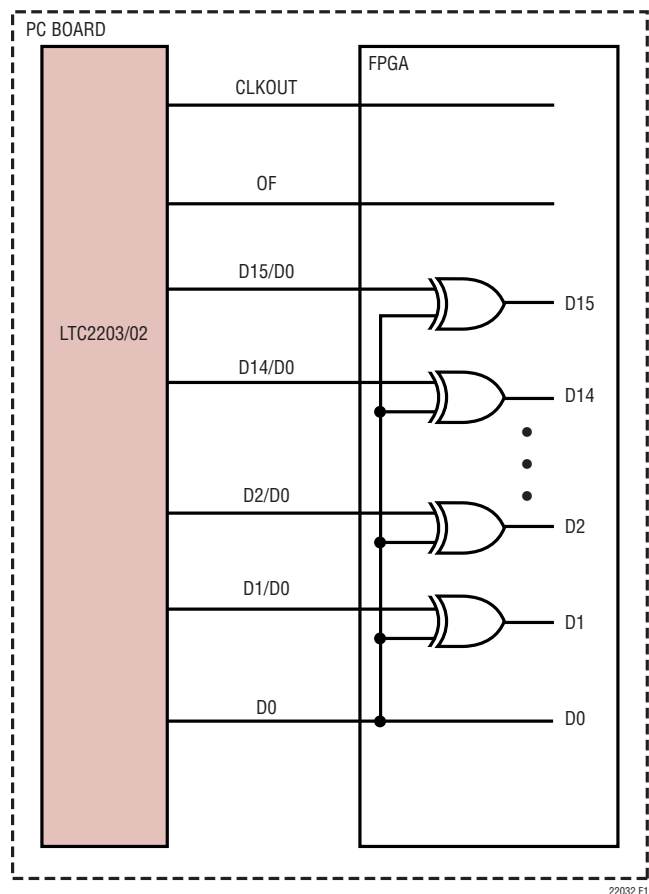 PC BOARD
FPGA
CLKOUT
OF
D15/D0
D15
LTC2203/02
D14/D0
D14
D2/D0
D2
D1/D0
D1
D0
D0
22032 F1